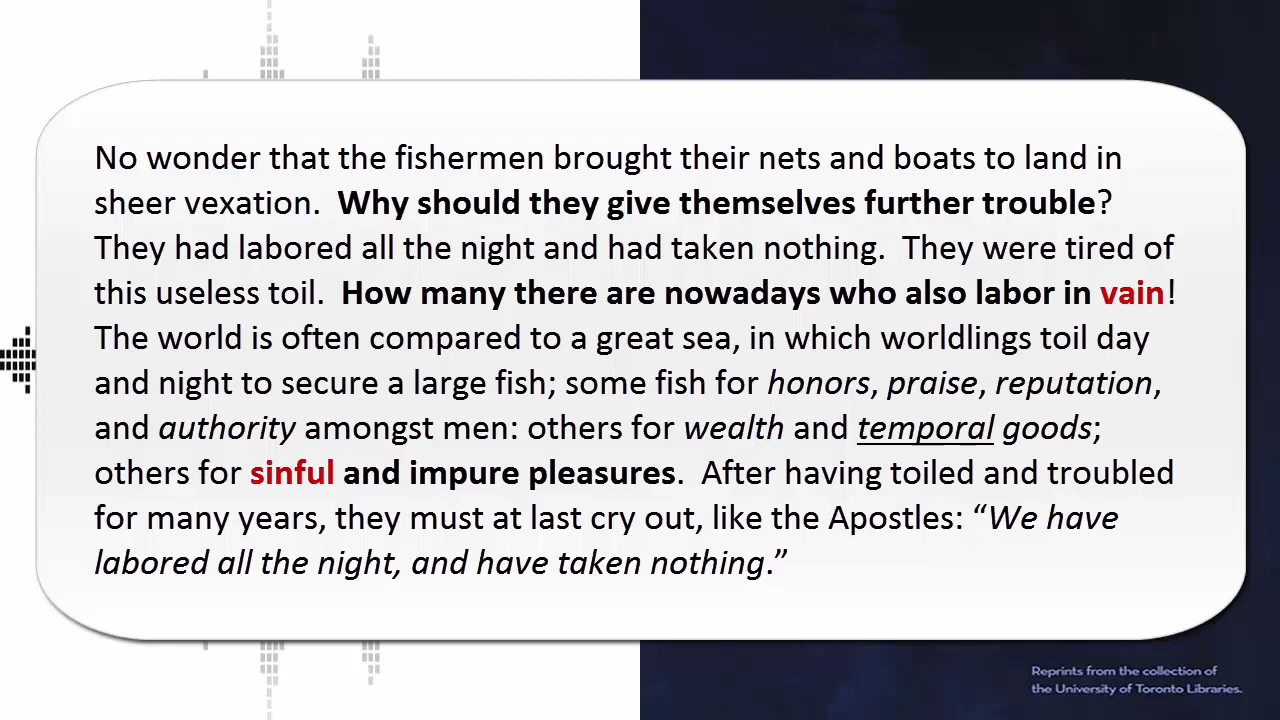 No wonder that the fishermen brought their nets and boats to land in
sheer vexation.  Why should they give themselves further trouble?
They had labored all the night and had taken nothing.  They were tired of
this useless toil.  How many there are nowadays who also labor in vain!
The world is often compared to a great sea, in which worldlings toil day
and night to secure a large fish; some fish for honors, praise, reputation,
and authority amongst men: others for wealth and temporal goods;
others for sinful and impure pleasures.  After having toiled and troubled
for many years, they must at last cry out, like the Apostles: “We have
labored all the night, and have taken nothing.”
Reprints from the collection of
the University of Toronto Libraries.